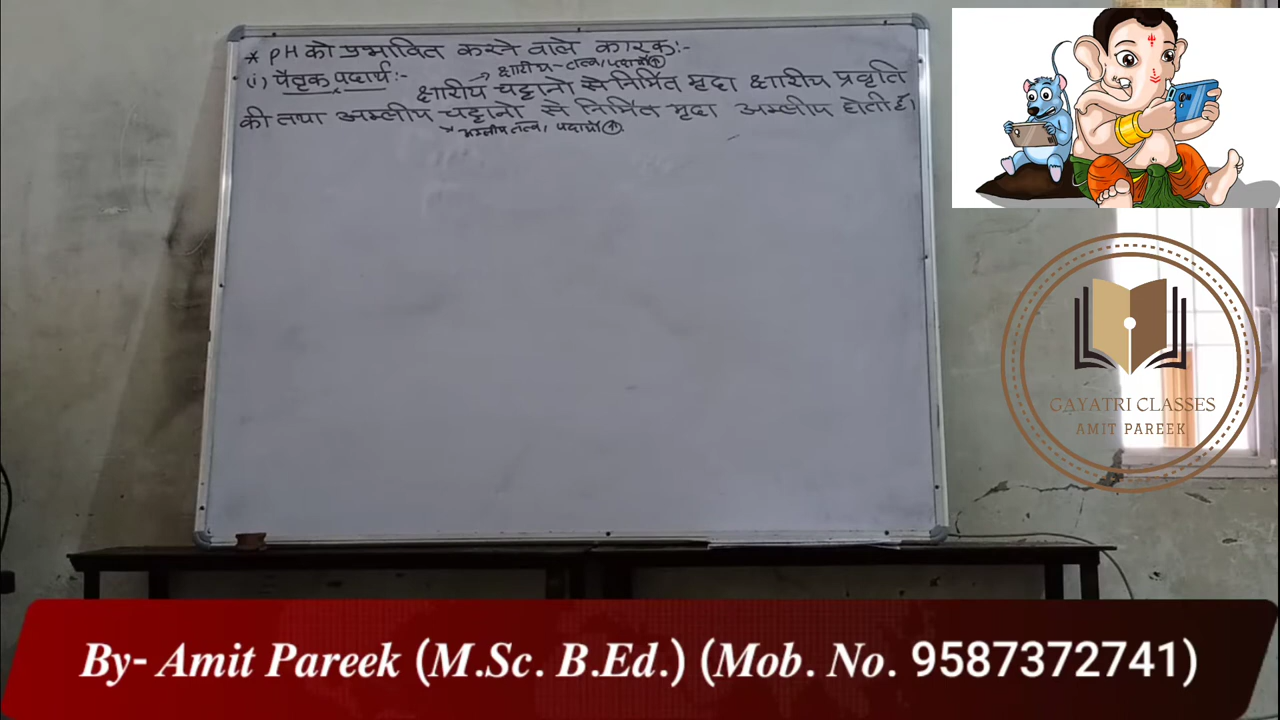 * PH को प्रभावित करने वाले कारक:-
(i) पैतृक पदार्थ:-
→ क्षारीय-तत्व/पदार्थों↑
क्षारीय चट्टानो से निर्मित मृदा क्षारीय प्रवृति
की तथा अम्लीय चट्टानो से निर्मित मृदा अम्लीय होती हैं।
↘ अम्लीय तत्व/ पदार्थों↑
GAYATRI CLASSES
AMIT PAREEK
By- Amit Pareek (M.Sc. B.Ed.) (Mob. No. 9587372741)